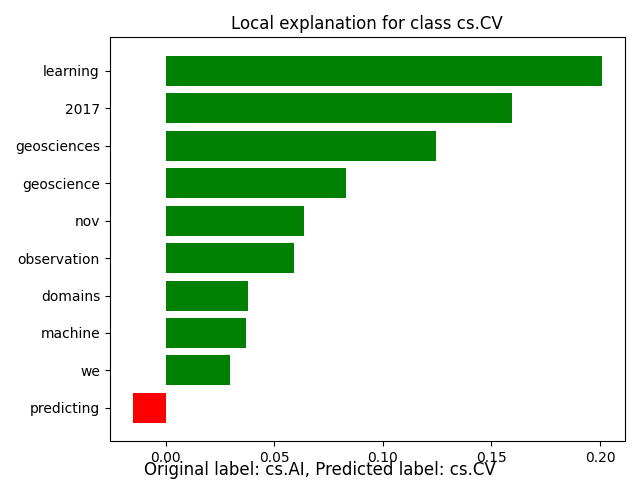 Local explanation for class cs.CV
learning
2017
geosciences
geoscience
nov
observation
domains
machine
we
predicting
0.00 0.05 0.10 0.15 0.20
Original label: cs.AI, Predicted label: cs.CV